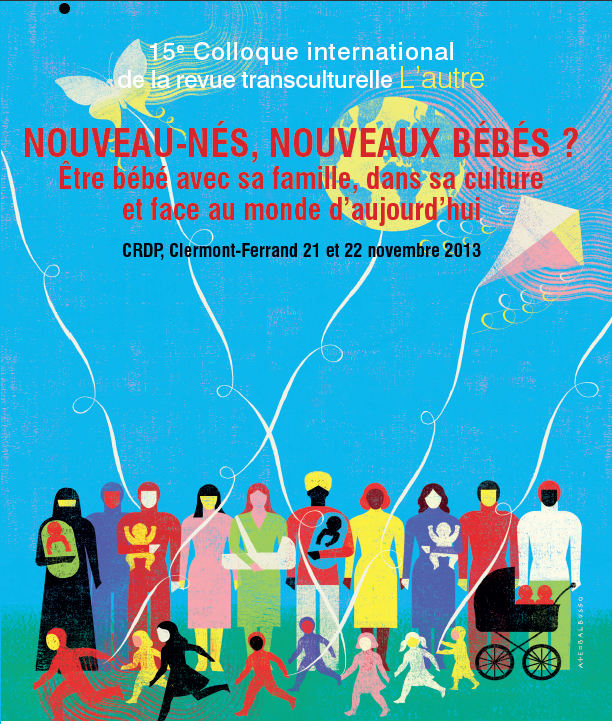 15e Colloque international
de la revue transculturelle L'autre
NOUVEAU-NÉS, NOUVEAUX BÉBÉS ?
Être bébé avec sa famille, dans sa culture
et face au monde d'aujourd'hui
CRDP, Clermont-Ferrand 21 et 22 novembre 2013
A+E=BALBUSSO